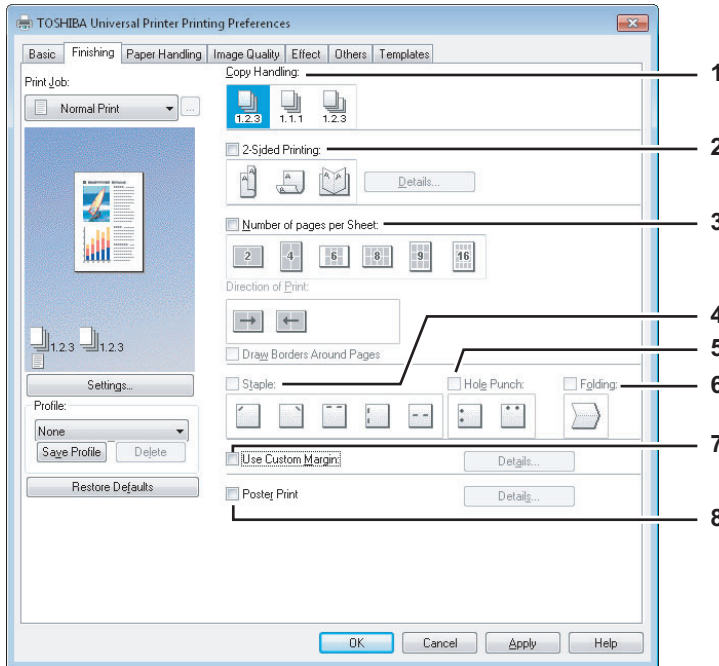 TOSHIBA Universal Printer Printing Preferences
Basic Finishing Paper Handling Image Quality Effect Others Templates
Print Job:
Normal Print
...
1.2.3 1.2.3
Settings...
Profile:
None
Save Profile Delete
Restore Defaults
Copy Handling:
1
1.2.3 1.1.1 1.2.3
2-Sided Printing:
2
A A A A A A
Details...
Number of pages per Sheet:
3
2 4 6 8 9 16
Direction of Print:
Draw Borders Around Pages
4
5
Staple: Hole Punch: Folding:
6
7
Use Custom Margin: Details...
Poster Print Details...
8
OK Cancel Apply Help